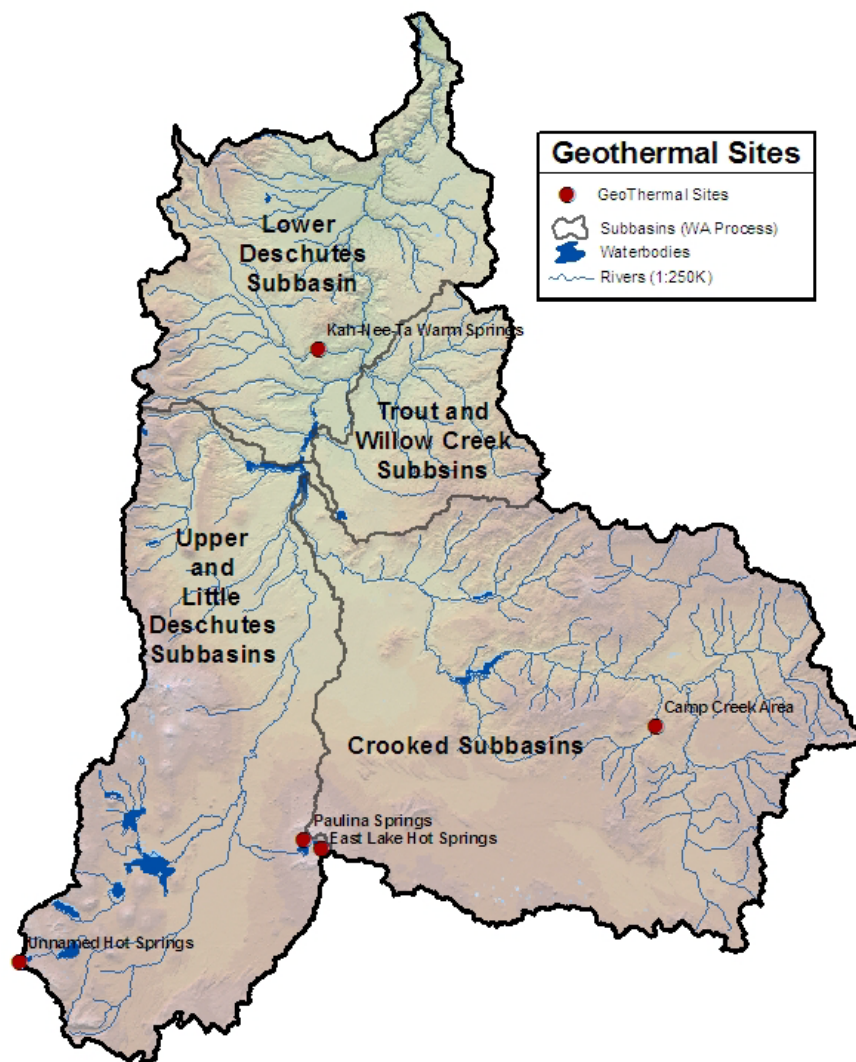 Geothermal Sites
GeoThermal Sites
Subbasins (WA Process)
Waterbodies
Rivers (1:250K)
Lower
Deschutes
Subbasin
Kah-Nee-Ta Warm Springs
Trout and
Willow Creek
Subbsins
Upper
and
Little
Deschutes
Subbasins
Camp Creek Area
Crooked Subbasins
Paulina Springs
East Lake Hot Springs
Unnamed Hot Springs